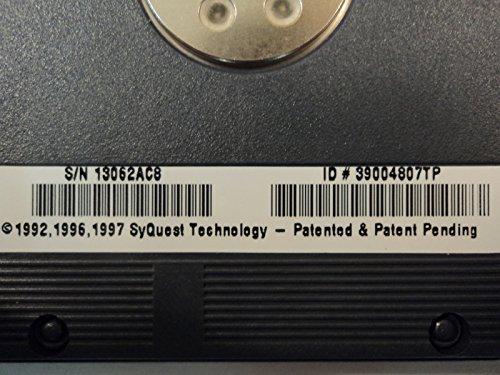 S/N 13062AC8 ID # 39004807TP
©1992,1996,1997 SyQuest Technology – Patented & Patent Pending